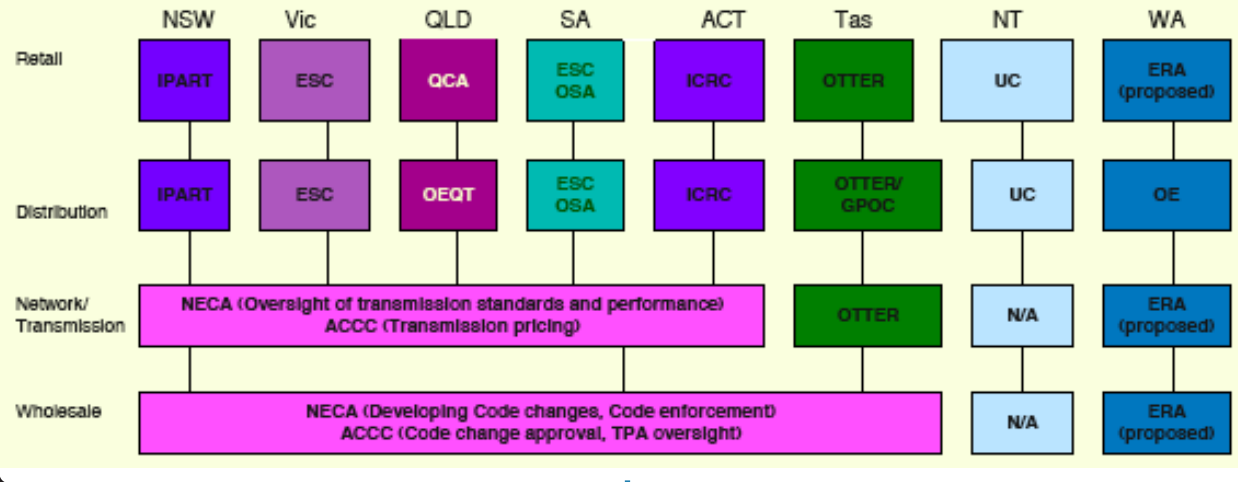 NSW Vic QLD SA ACT Tas NT WA
Retail
IPART
ESC
QCA
ESC
OSA
ICRC
OTTER
UC
ERA
(proposed)
Distribution
IPART
ESC
OEQT
ESC
OSA
ICRC
OTTER/
GPOC
UC
OE
Network/
Transmission
NECA (Oversight of transmission standards and performance)
ACCC (Transmission pricing)
OTTER
N/A
ERA
(proposed)
Wholesale
NECA (Developing Code changes, Code enforcement)
ACCC (Code change approval, TPA oversight)
N/A
ERA
(proposed)